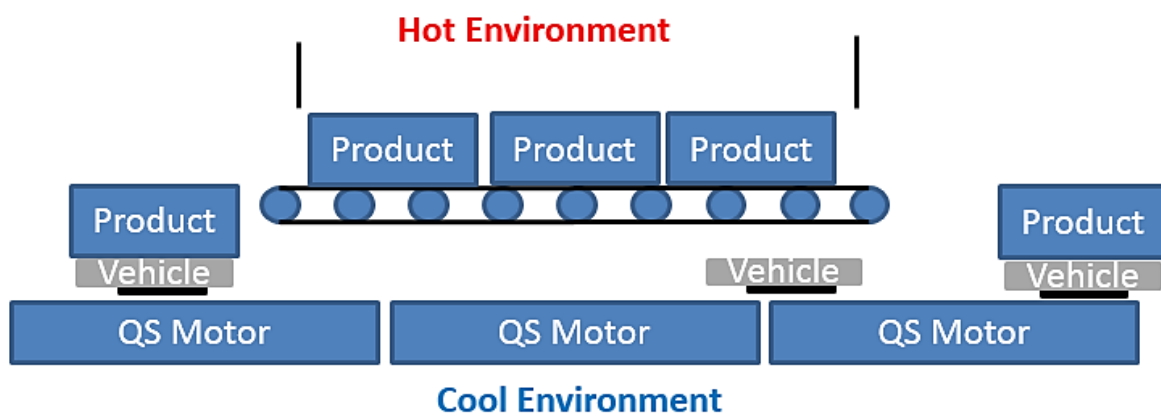 Hot Environment
Product
Product
Product
Product
Product
Vehicle
Vehicle
Vehicle
QS Motor
QS Motor
QS Motor
Cool Environment